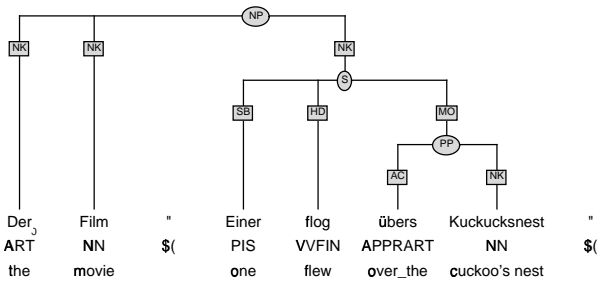 NP
NK NK NK
S
SB HD MO
PP
AC NK
Der Film " Einer flog übers Kuckucksnest "
J
ART NN $( PIS VVFIN APPRART NN $(
the movie one flew over_the cuckoo's nest